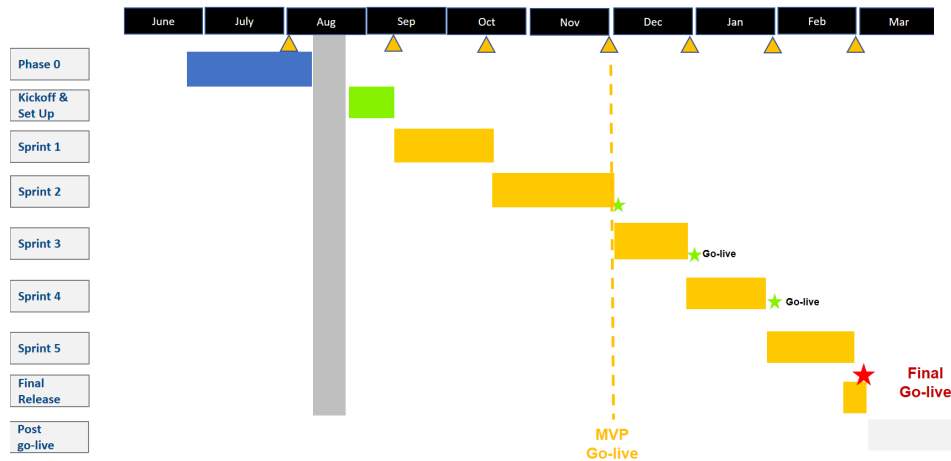 June July Aug Sep Oct Nov Dec Jan Feb Mar
Phase 0
Kickoff &
Set Up
Sprint 1
Sprint 2
Sprint 3
Go-live
Sprint 4
Go-live
Sprint 5
Final
Release
Final
Go-live
Post
go-live
MVP
Go-live